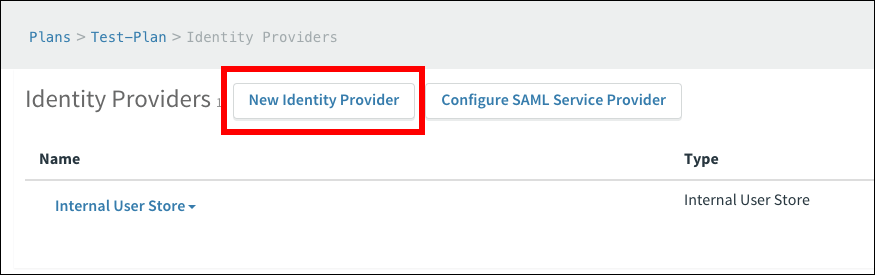 Plans > Test-Plan > Identity Providers
Identity Providers 1 New Identity Provider Configure SAML Service Provider
Name Type
Internal User Store Internal User Store